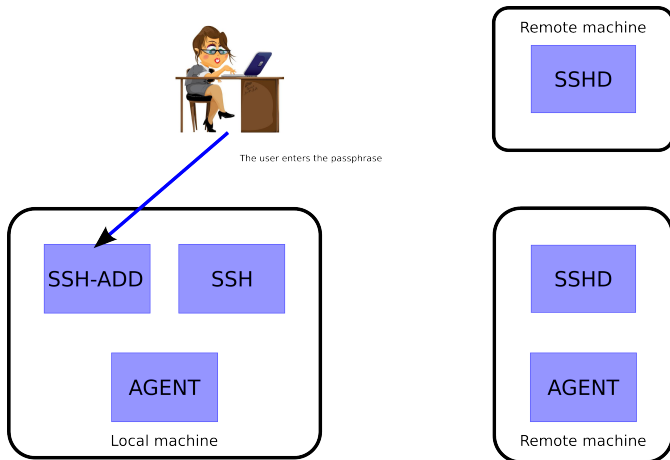 Remote machine
SSHD
The user enters the passphrase
SSH-ADD
SSH
AGENT
Local machine
SSHD
AGENT
Remote machine